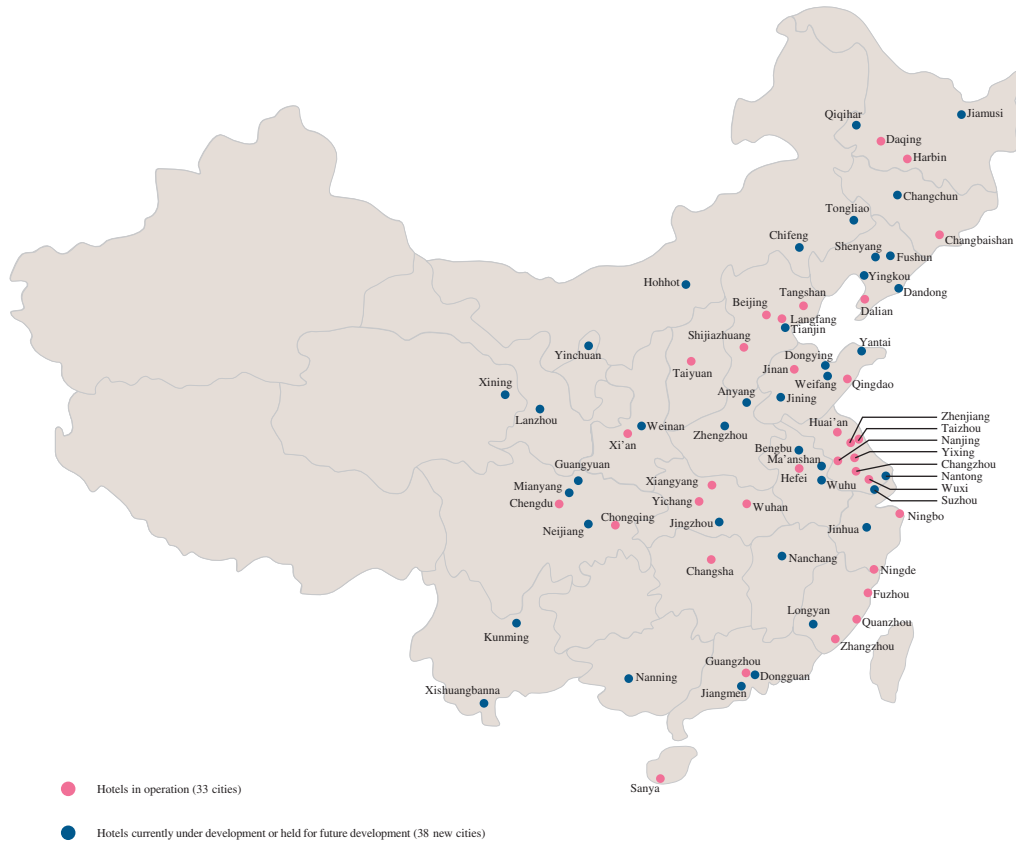 Jiamusi
Qiqihar
Daqing
Harbin
Changchun
Tongliao
Changbaishan
Chifeng
Shenyang
Fushun
Yingkou
Hohhot
Dandong
Tangshan
Beijing
Dalian
Langfang
Tianjin
Shijiazhuang
Yantai
Yinchuan
Dongying
Taiyuan
Jinan
Weifang
Qingdao
Xining
Anyang
Jining
Lanzhou
Huai’an
Zhenjiang
Weinan
Zhengzhou
Taizhou
Xi’an
Nanjing
Bengbu
Yixing
Ma’anshan
Changzhou
Guangyuan
Hefei
Nantong
Xiangyang
Wuhu
Mianyang
Wuxi
Chengdu
Yichang
Suzhou
Wuhan
Ningbo
Chongqing
Neijiang
Jingzhou
Jinhua
Nanchang
Changsha
Ningde
Fuzhou
Longyan
Quanzhou
Kunming
Zhangzhou
Guangzhou
Nanning
Dongguan
Xishuangbanna
Jiangmen
Sanya
Hotels in operation (33 cities)
Hotels currently under development or held for future development (38 new cities)